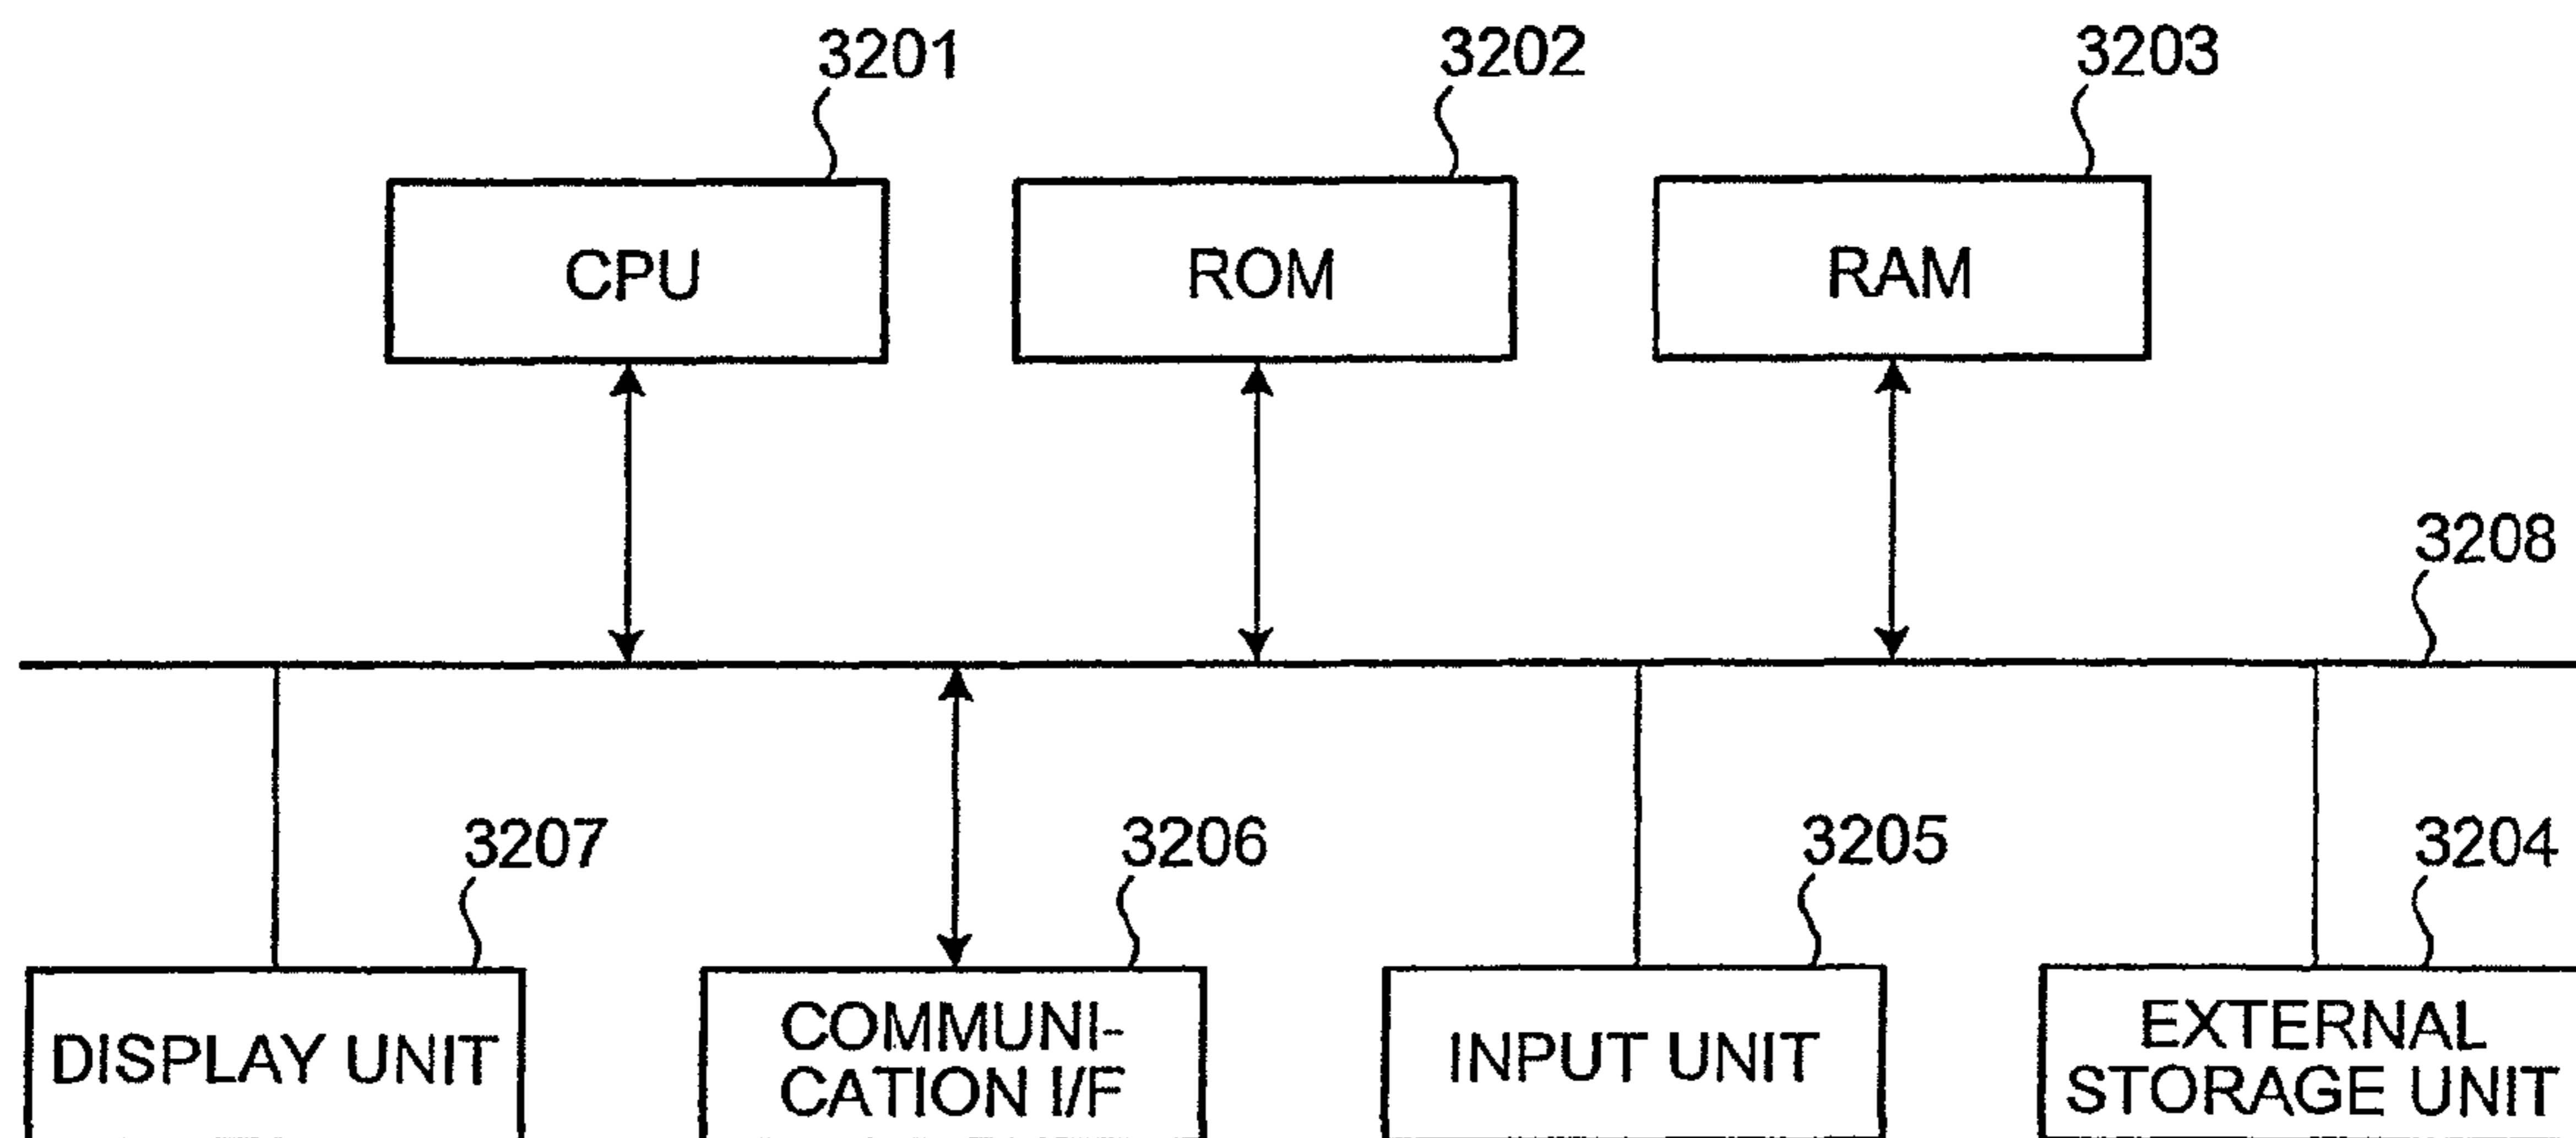 3201
3202
3203
CPU
ROM
RAM
3208
3207
3206
3205
3204
DISPLAY UNIT
COMMUNI-
CATION I/F
INPUT UNIT
EXTERNAL
STORAGE UNIT